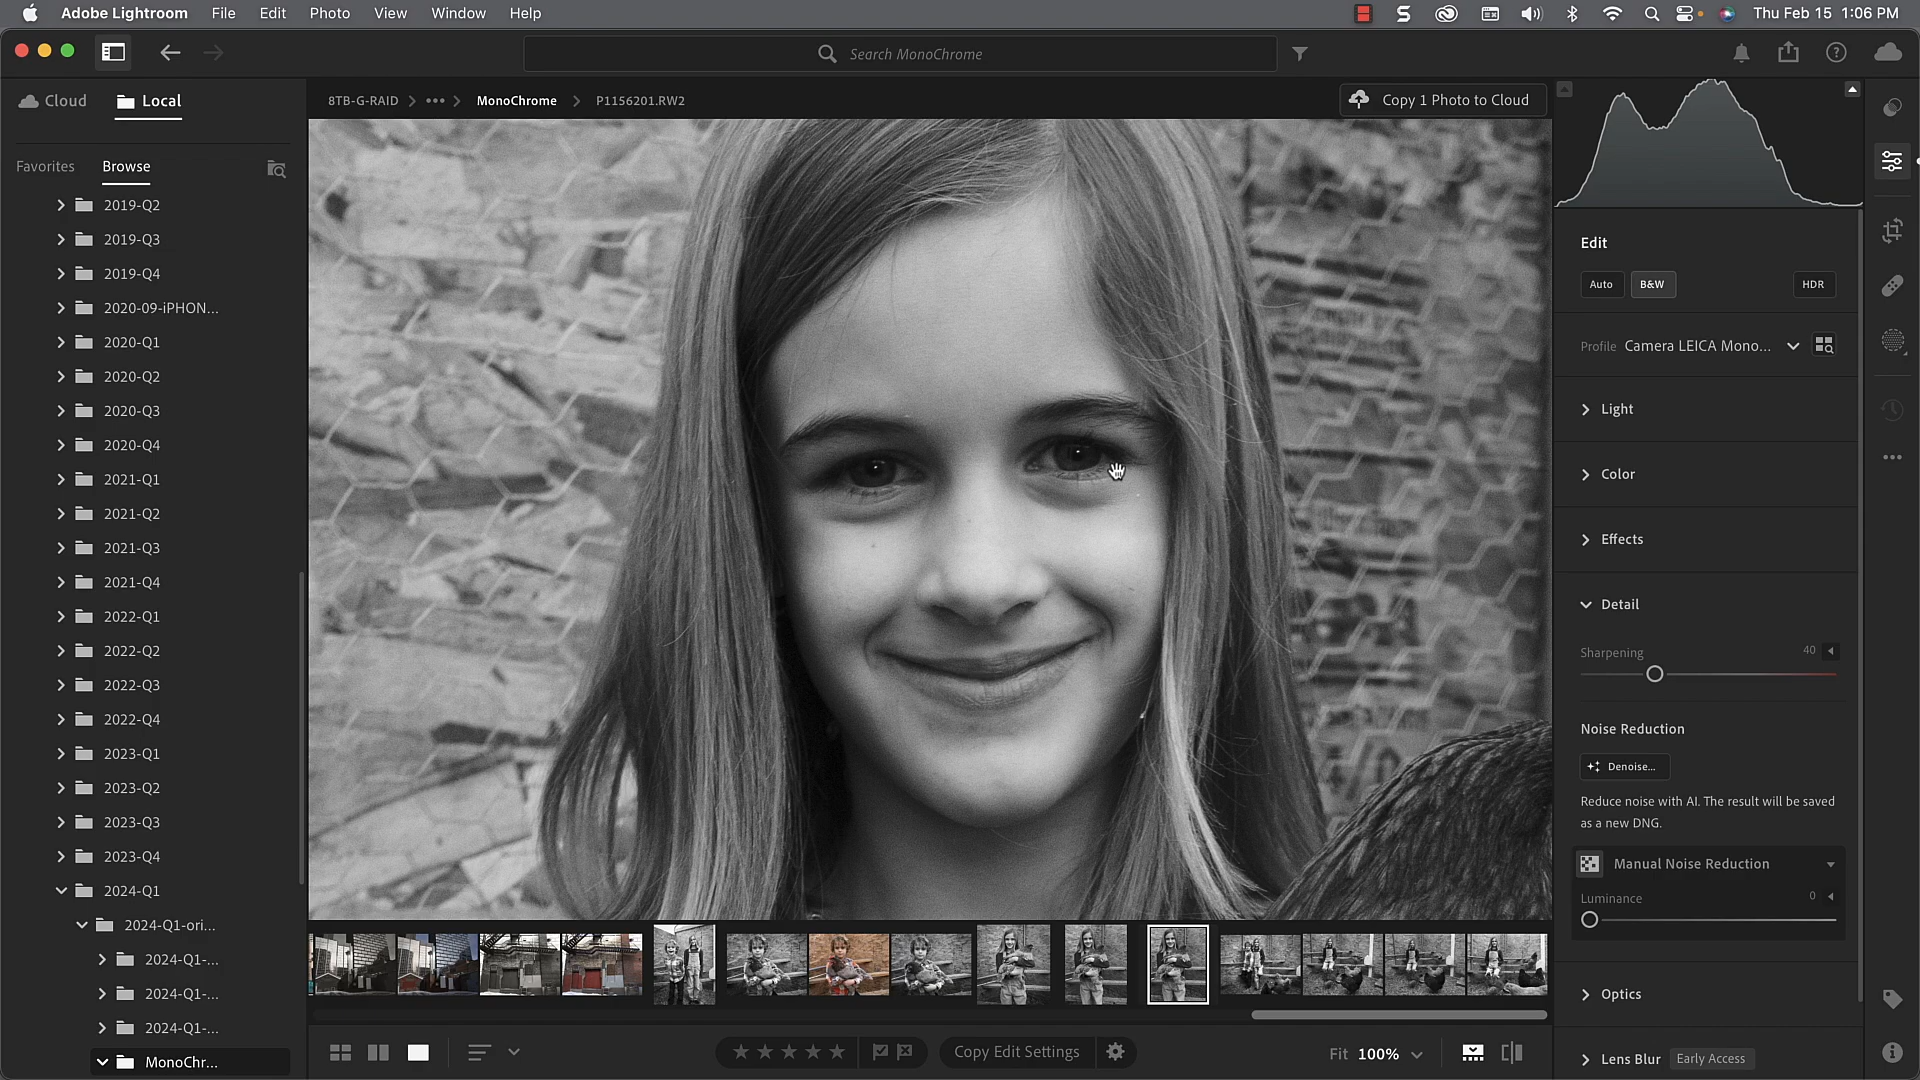 Adobe Lightroom File Edit Photo View Window Help
Thu Feb 15 1:06 PM
Search MonoChrome
Cloud Local
8TB-G-RAID ••• MonoChrome P1156201.RW2
Copy 1 Photo to Cloud
Favorites Browse
2019-Q2
2019-Q3
2019-Q4
2020-09-iPHON...
2020-Q1
2020-Q2
2020-Q3
2020-Q4
2021-Q1
2021-Q2
2021-Q3
2021-Q4
2022-Q1
2022-Q2
2022-Q3
2022-Q4
2023-Q1
2023-Q2
2023-Q3
2023-Q4
2024-Q1
2024-Q1-ori...
2024-Q1-...
2024-Q1-...
2024-Q1-...
MonoChr...
Edit
Auto B&W HDR
Profile Camera LEICA Mono...
Light
Color
Effects
Detail
Sharpening 40
Noise Reduction
Denoise...
Reduce noise with AI. The result will be saved
as a new DNG.
Manual Noise Reduction
Luminance 0
Optics
Lens Blur Early Access
Copy Edit Settings
Fit 100%